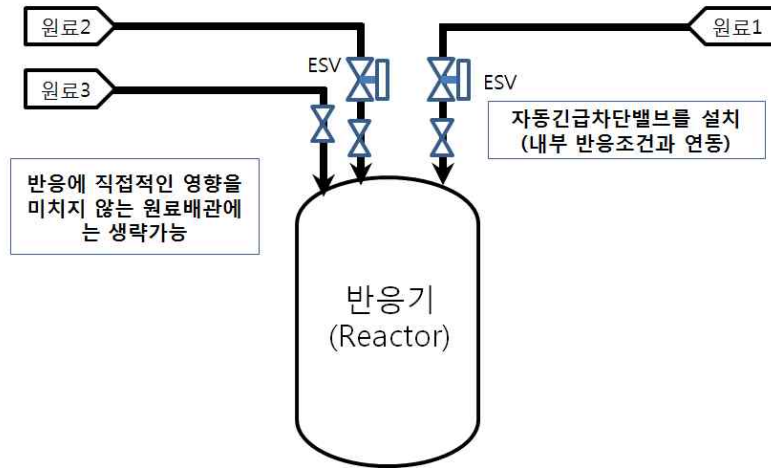 원료2
원료1
ESV
ESV
원료3
자동긴급차단밸브를 설치
(내부 반응조건과 연동)
반응에 직접적인 영향을
미치지 않는 원료배관에
는 생략가능
반응기
(Reactor)